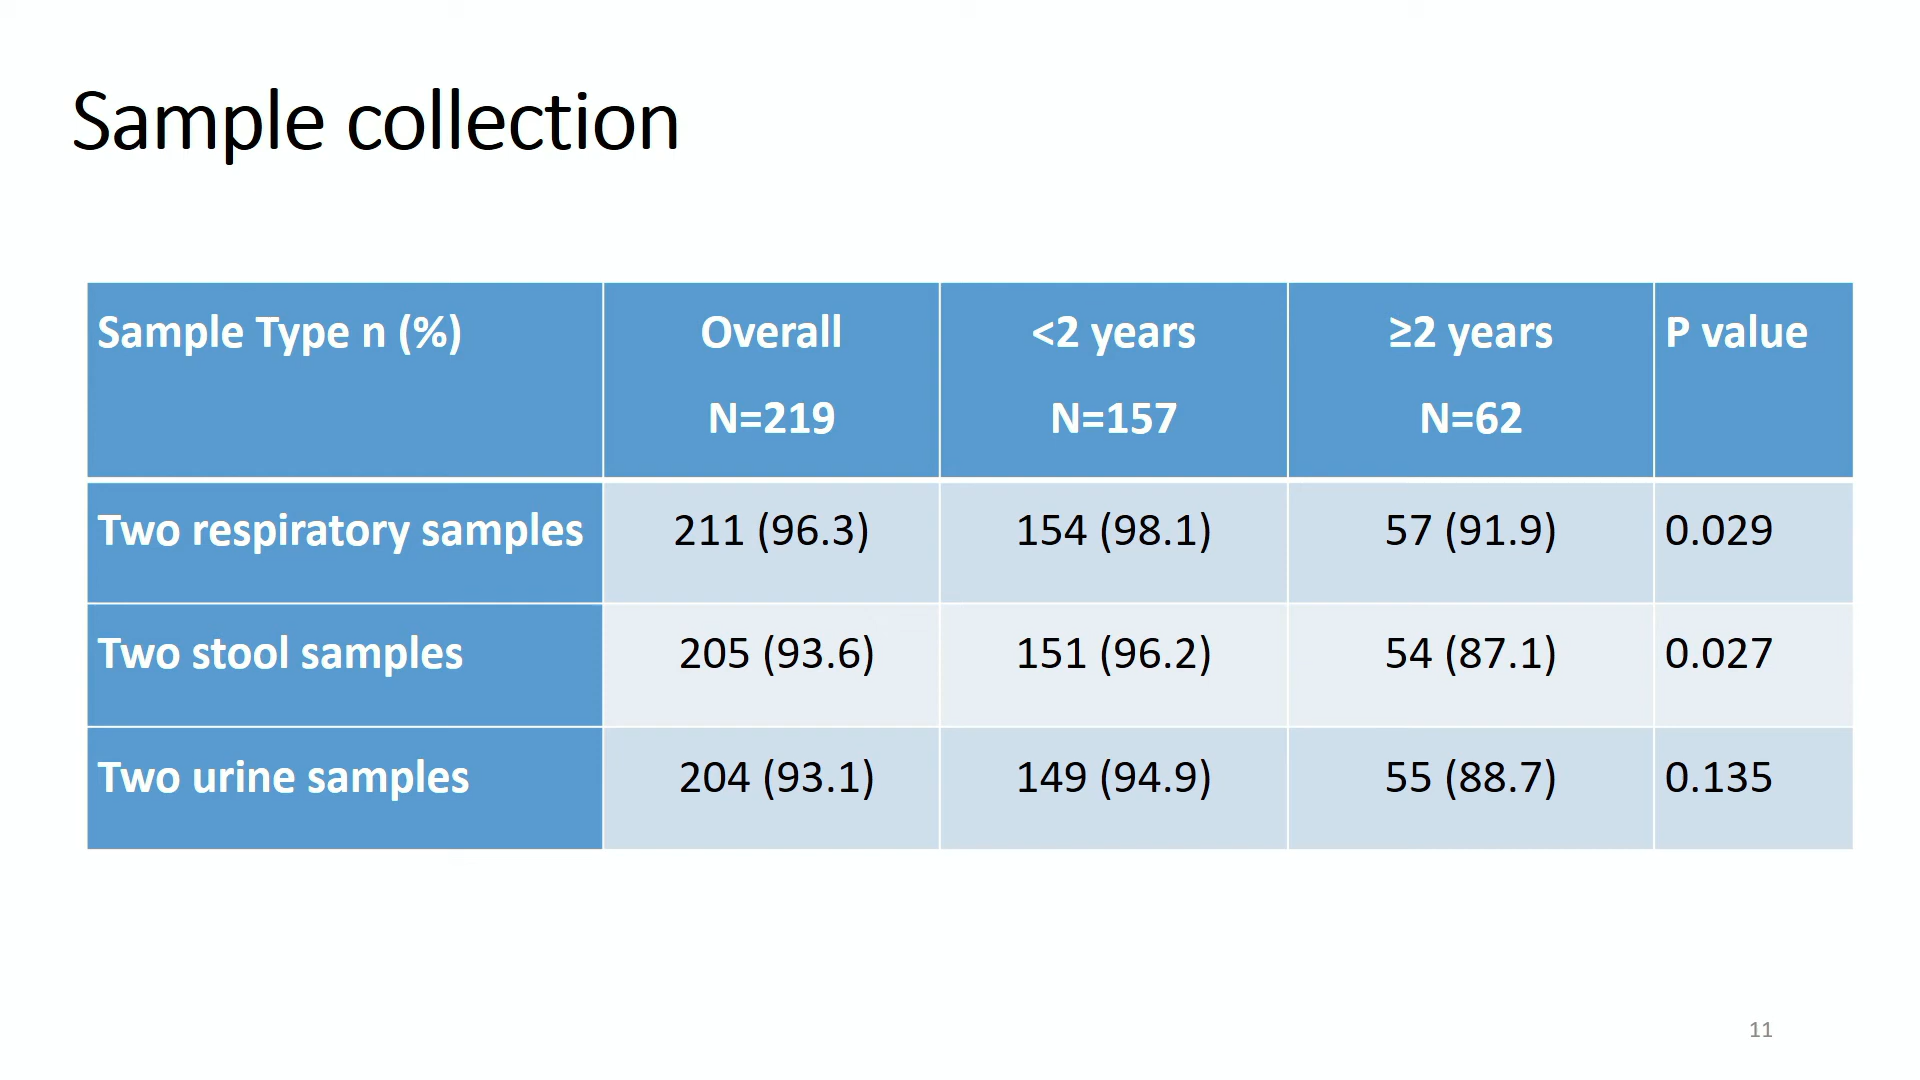 Sample collection
Sample Type n (%) Overall <2 years ≥2 years P value
N=219 N=157 N=62
Two respiratory samples 211 (96.3) 154 (98.1) 57 (91.9) 0.029
Two stool samples 205 (93.6) 151 (96.2) 54 (87.1) 0.027
Two urine samples 204 (93.1) 149 (94.9) 55 (88.7) 0.135
11